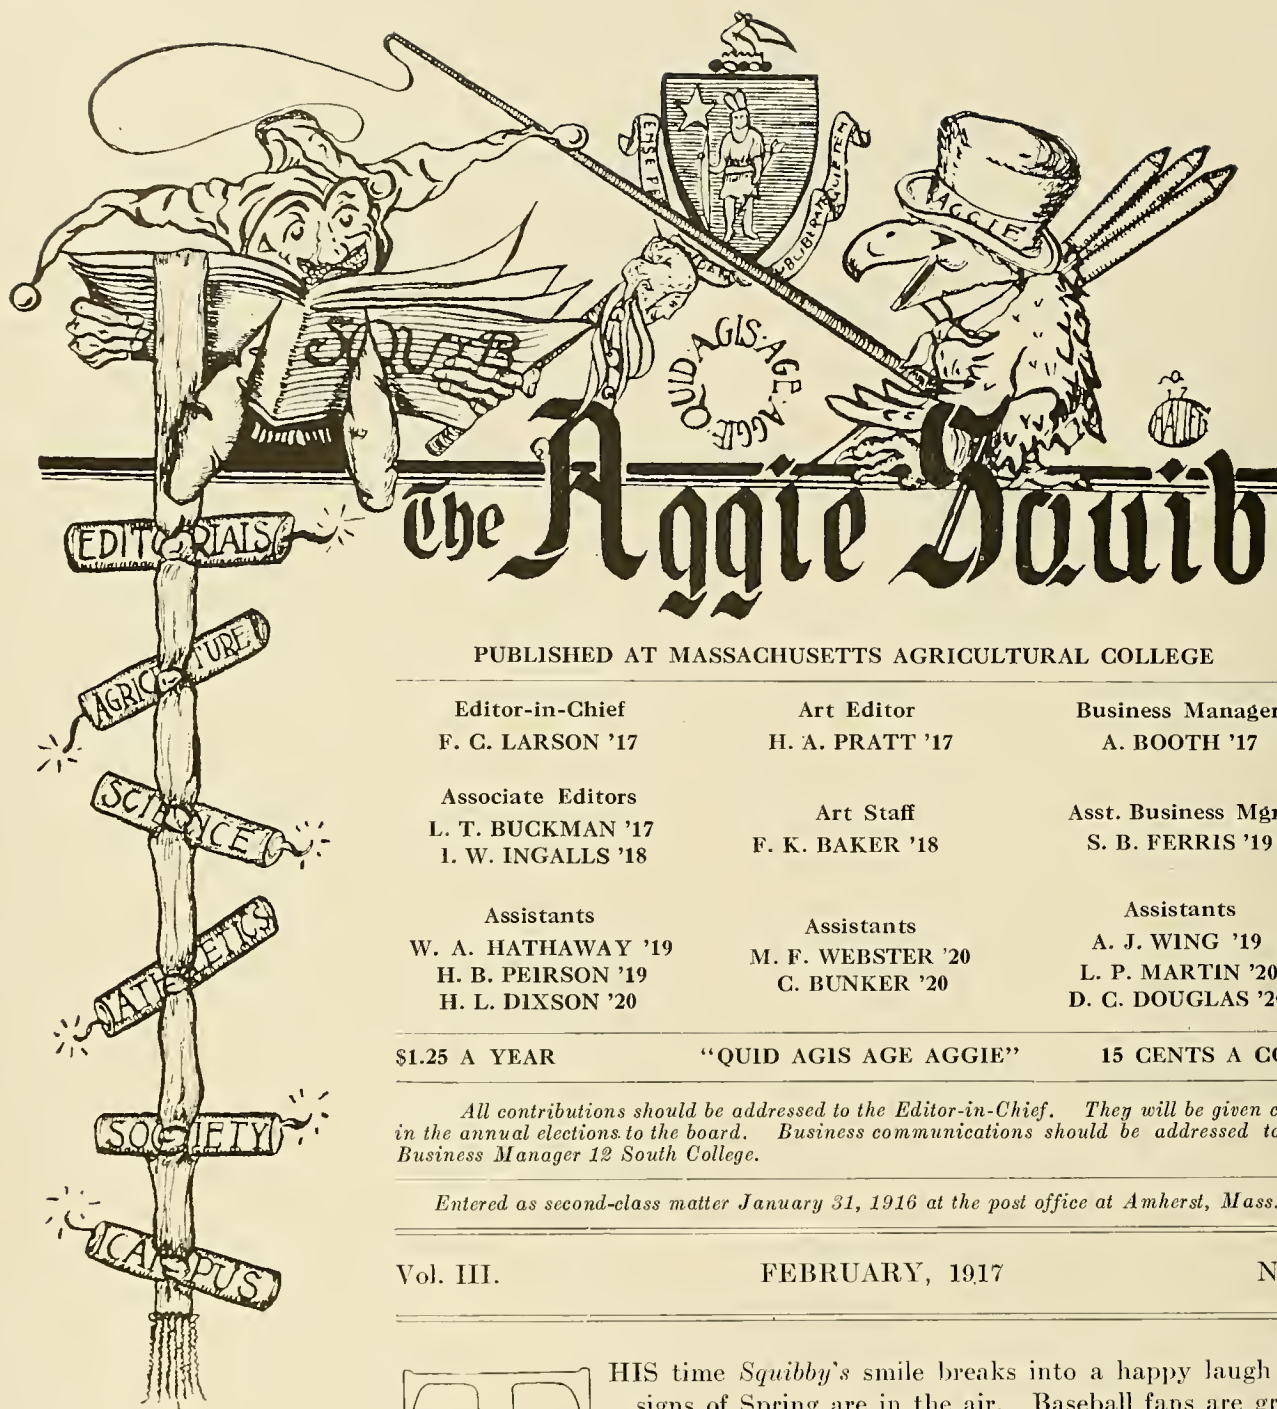 ENSE PE
QUIETEM
B LIBERATE
AGGIE
SQUIB
QUID · AGIS · AGE · AGGIE ·
The Aggie Squib
EDITORIALS
AGRICULTURE
SCIENCE
ATHLETICS
SOCIETY
CAMPUS
PUBLISHED AT MASSACHUSETTS AGRICULTURAL COLLEGE
Editor-in-Chief
F. C. LARSON '17
Art Editor
H. A. PRATT '17
Business Manager
A. BOOTH '17
Associate Editors
L. T. BUCKMAN '17
I. W. INGALLS '18
Art Staff
F. K. BAKER '18
Asst. Business Mgr
S. B. FERRIS '19
Assistants
W. A. HATHAWAY '19
H. B. PEIRSON '19
H. L. DIXSON '20
Assistants
M. F. WEBSTER '20
C. BUNKER '20
Assistants
A. J. WING '19
L. P. MARTIN '20
D. C. DOUGLAS '2
$1.25 A YEAR "QUID AGIS AGE AGGIE" 15 CENTS A CO
All contributions should be addressed to the Editor-in-Chief. They will be given c
in the annual elections to the board. Business communications should be addressed to
Business Manager 12 South College.
Entered as second-class matter January 31, 1916 at the post office at Amherst, Mass.
Vol. III. FEBRUARY, 1917 N
HIS time Squibby's smile breaks into a happy laugh
signs of Spring are in the air. Baseball fans are gr